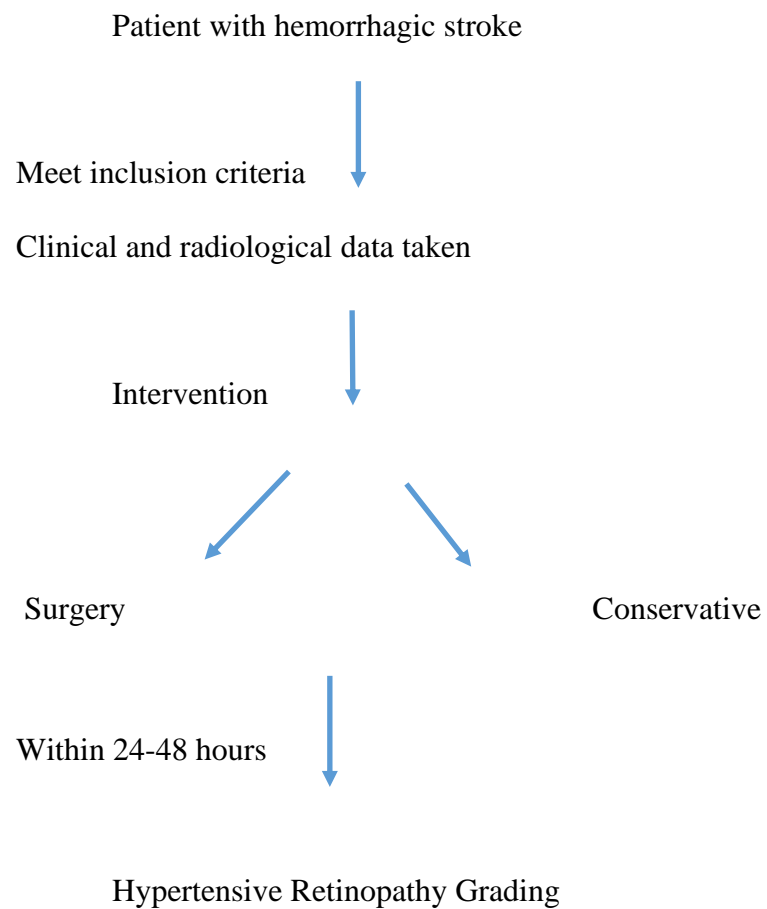 Patient with hemorrhagic stroke
Meet inclusion criteria
Clinical and radiological data taken
Intervention
Surgery Conservative
Within 24-48 hours
Hypertensive Retinopathy Grading